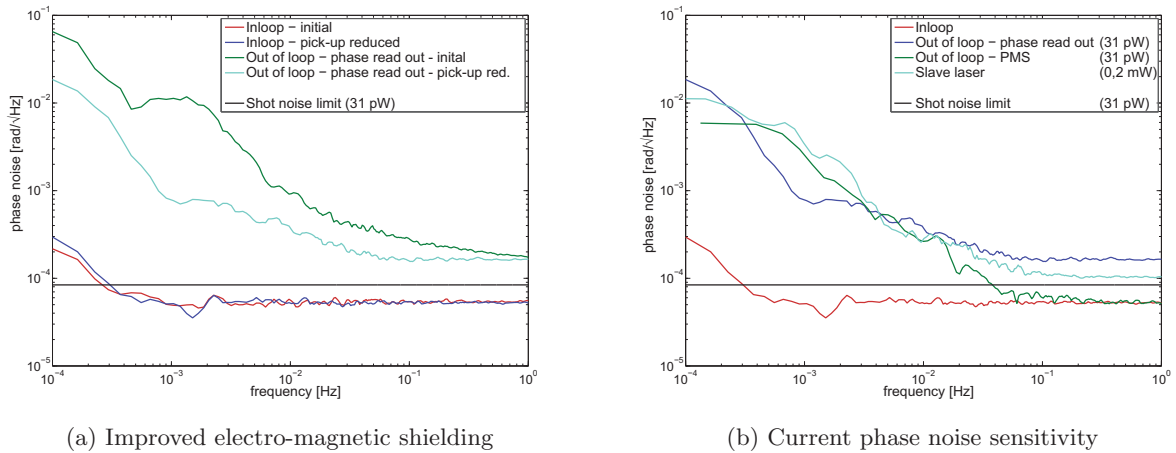 Inloop – initial
Inloop – pick-up reduced
Out of loop – phase read out - inital
Out of loop – phase read out - pick-up red.
Shot noise limit (31 pW)
phase noise [rad/√Hz]
10⁻¹
10⁻²
10⁻³
10⁻⁴
10⁻⁵
10⁻⁴ 10⁻³ 10⁻² 10⁻¹ 10⁰
frequency [Hz]
(a) Improved electro-magnetic shielding
Inloop
Out of loop – phase read out (31 pW)
Out of loop – PMS (31 pW)
Slave laser (0,2 mW)
Shot noise limit (31 pW)
phase noise [rad/√Hz]
10⁻¹
10⁻²
10⁻³
10⁻⁴
10⁻⁵
10⁻⁴ 10⁻³ 10⁻² 10⁻¹ 10⁰
frequency [Hz]
(b) Current phase noise sensitivity